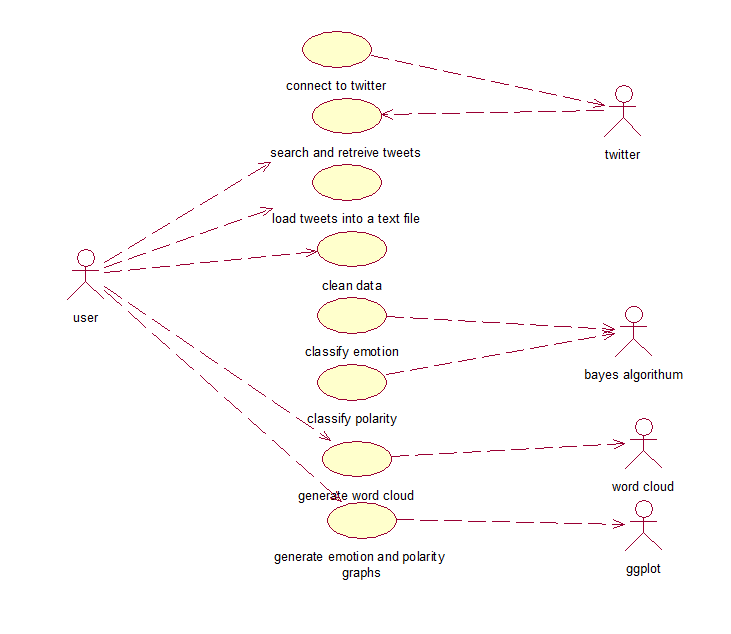 connect to twitter
twitter
search and retreive tweets
load tweets into a text file
clean data
user
classify emotion
bayes algorithum
classify polarity
generate word cloud
word cloud
generate emotion and polarity
graphs
ggplot